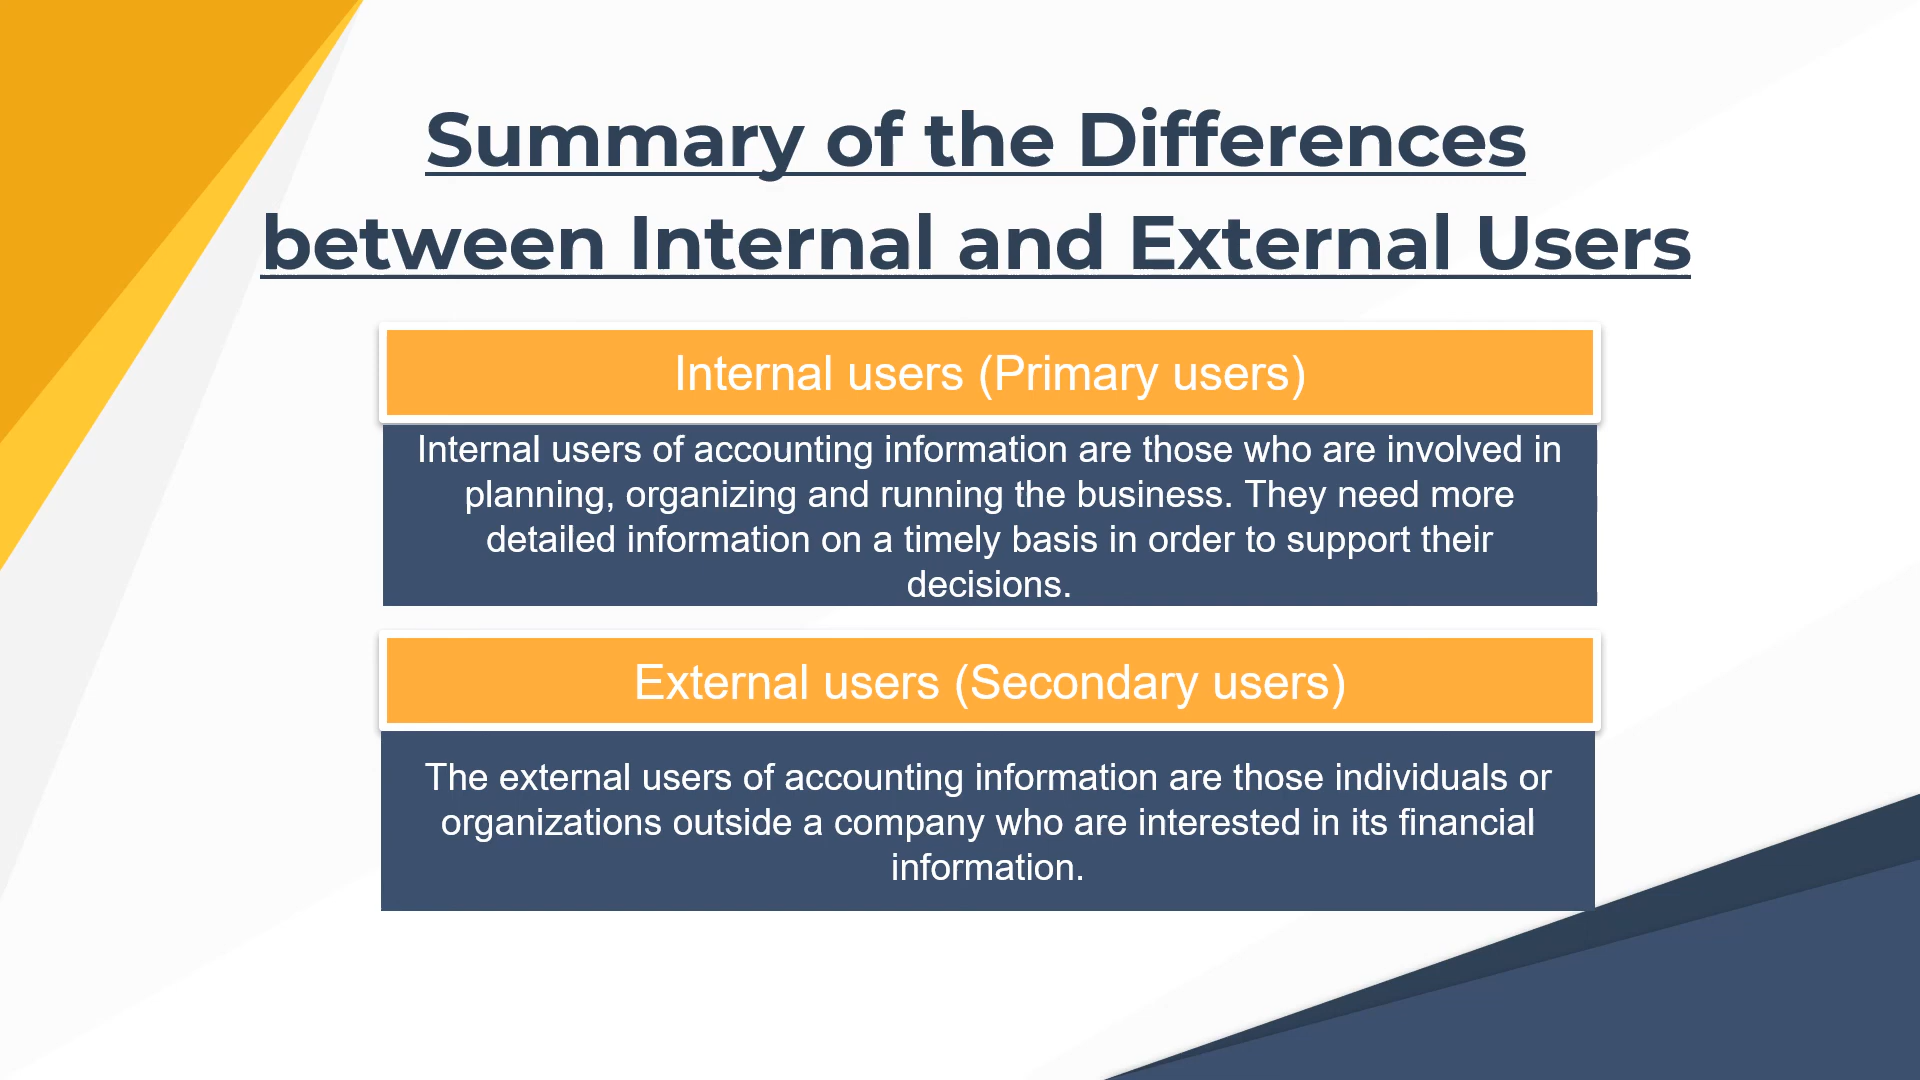 Summary of the Differences
between Internal and External Users
Internal users (Primary users)
Internal users of accounting information are those who are involved in
planning, organizing and running the business. They need more
detailed information on a timely basis in order to support their
decisions.
External users (Secondary users)
The external users of accounting information are those individuals or
organizations outside a company who are interested in its financial
information.